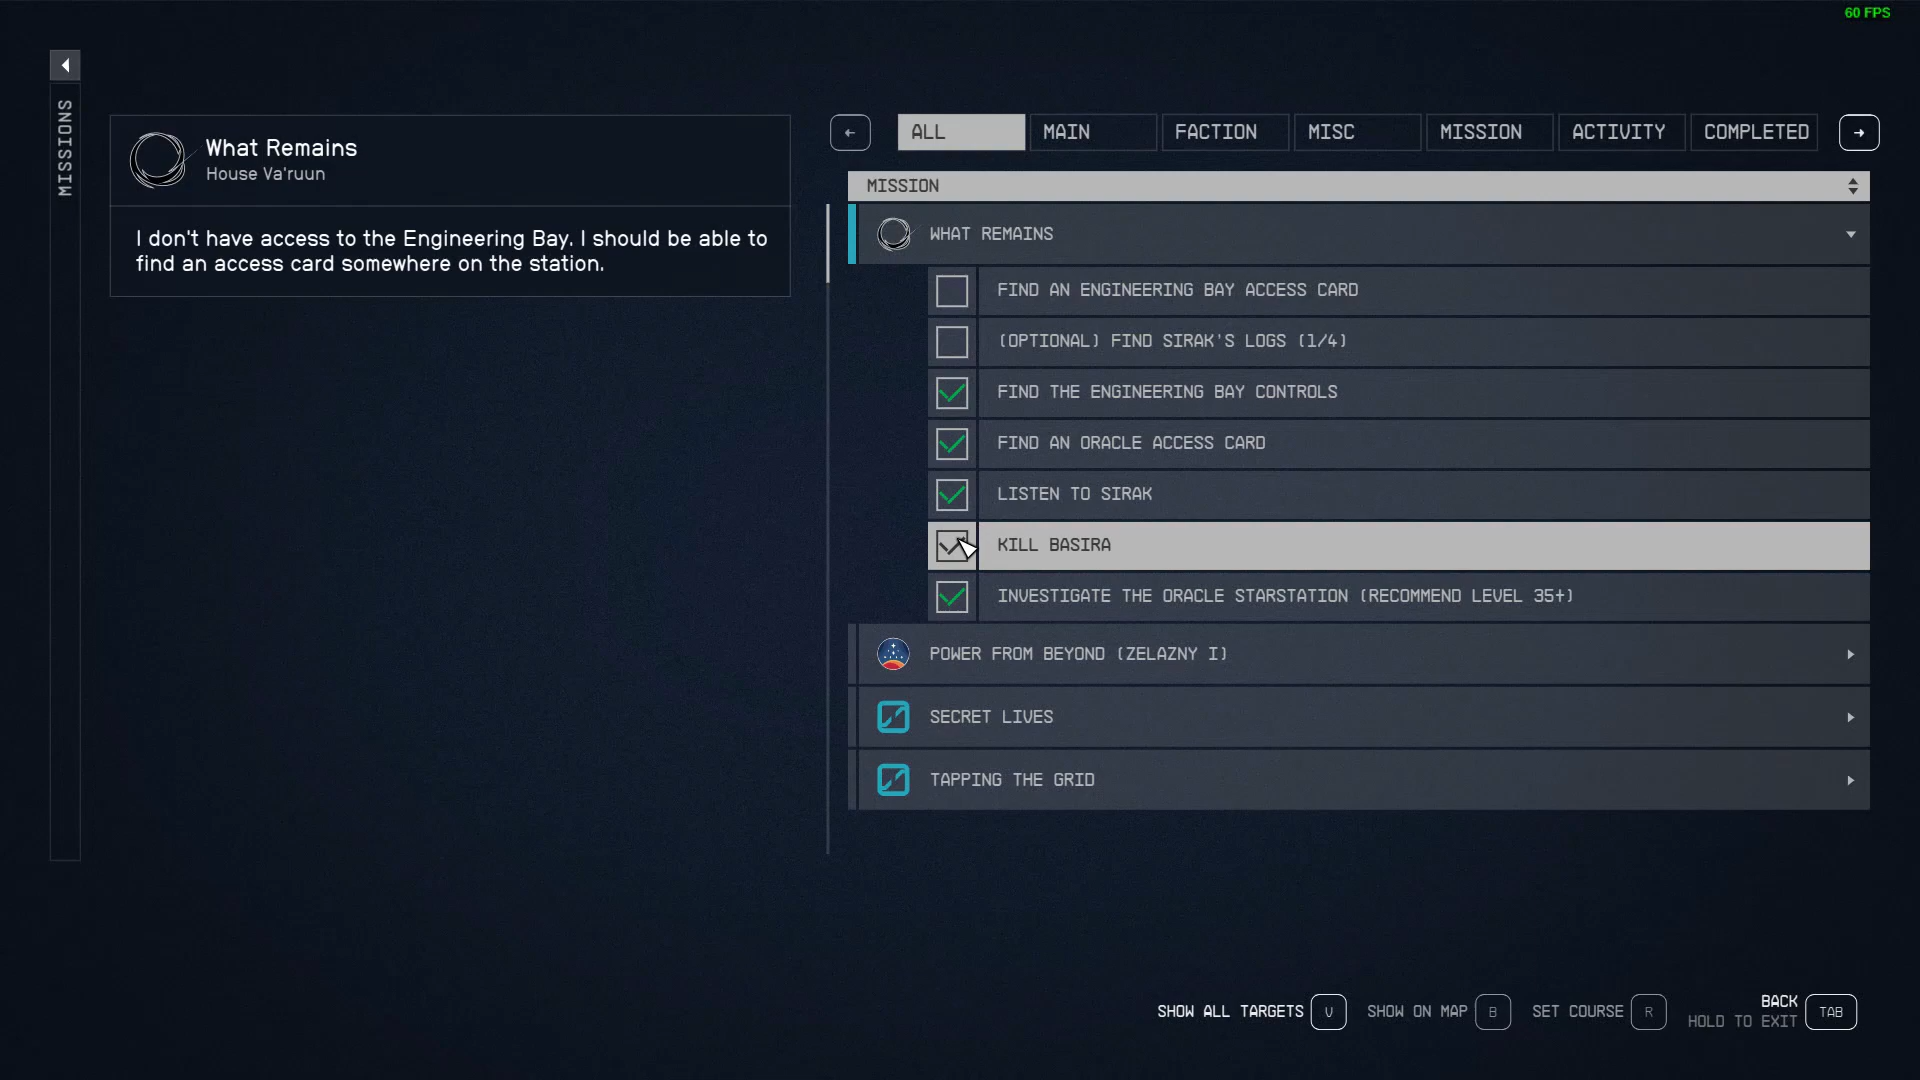 60 FPS
MISSIONS
What Remains
House Va'ruun
I don't have access to the Engineering Bay. I should be able to
find an access card somewhere on the station.
←
ALL
MAIN
FACTION
MISC
MISSION
ACTIVITY
COMPLETED
→
MISSION
WHAT REMAINS
FIND AN ENGINEERING BAY ACCESS CARD
(OPTIONAL) FIND SIRAK'S LOGS (1/4)
FIND THE ENGINEERING BAY CONTROLS
FIND AN ORACLE ACCESS CARD
LISTEN TO SIRAK
KILL BASIRA
INVESTIGATE THE ORACLE STARSTATION (RECOMMEND LEVEL 35+)
POWER FROM BEYOND (ZELAZNY I)
SECRET LIVES
TAPPING THE GRID
SHOW ALL TARGETS V
SHOW ON MAP B
SET COURSE R
BACK
HOLD TO EXIT
TAB